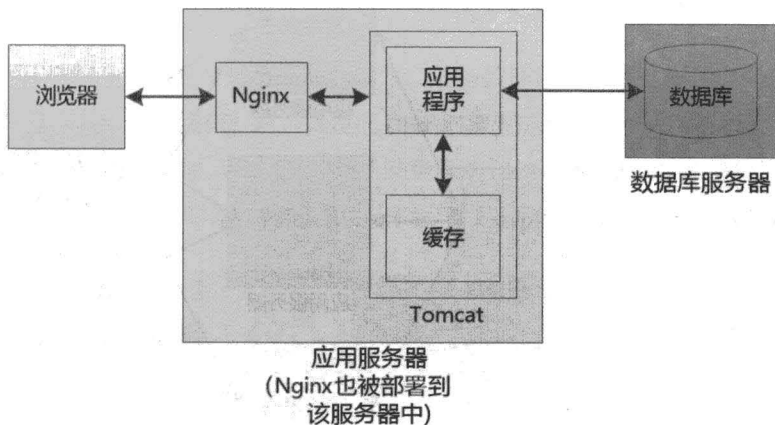 浏览器
Nginx
应用
程序
数据库
缓存
数据库服务器
Tomcat
应用服务器
(Nginx也被部署到
该服务器中)